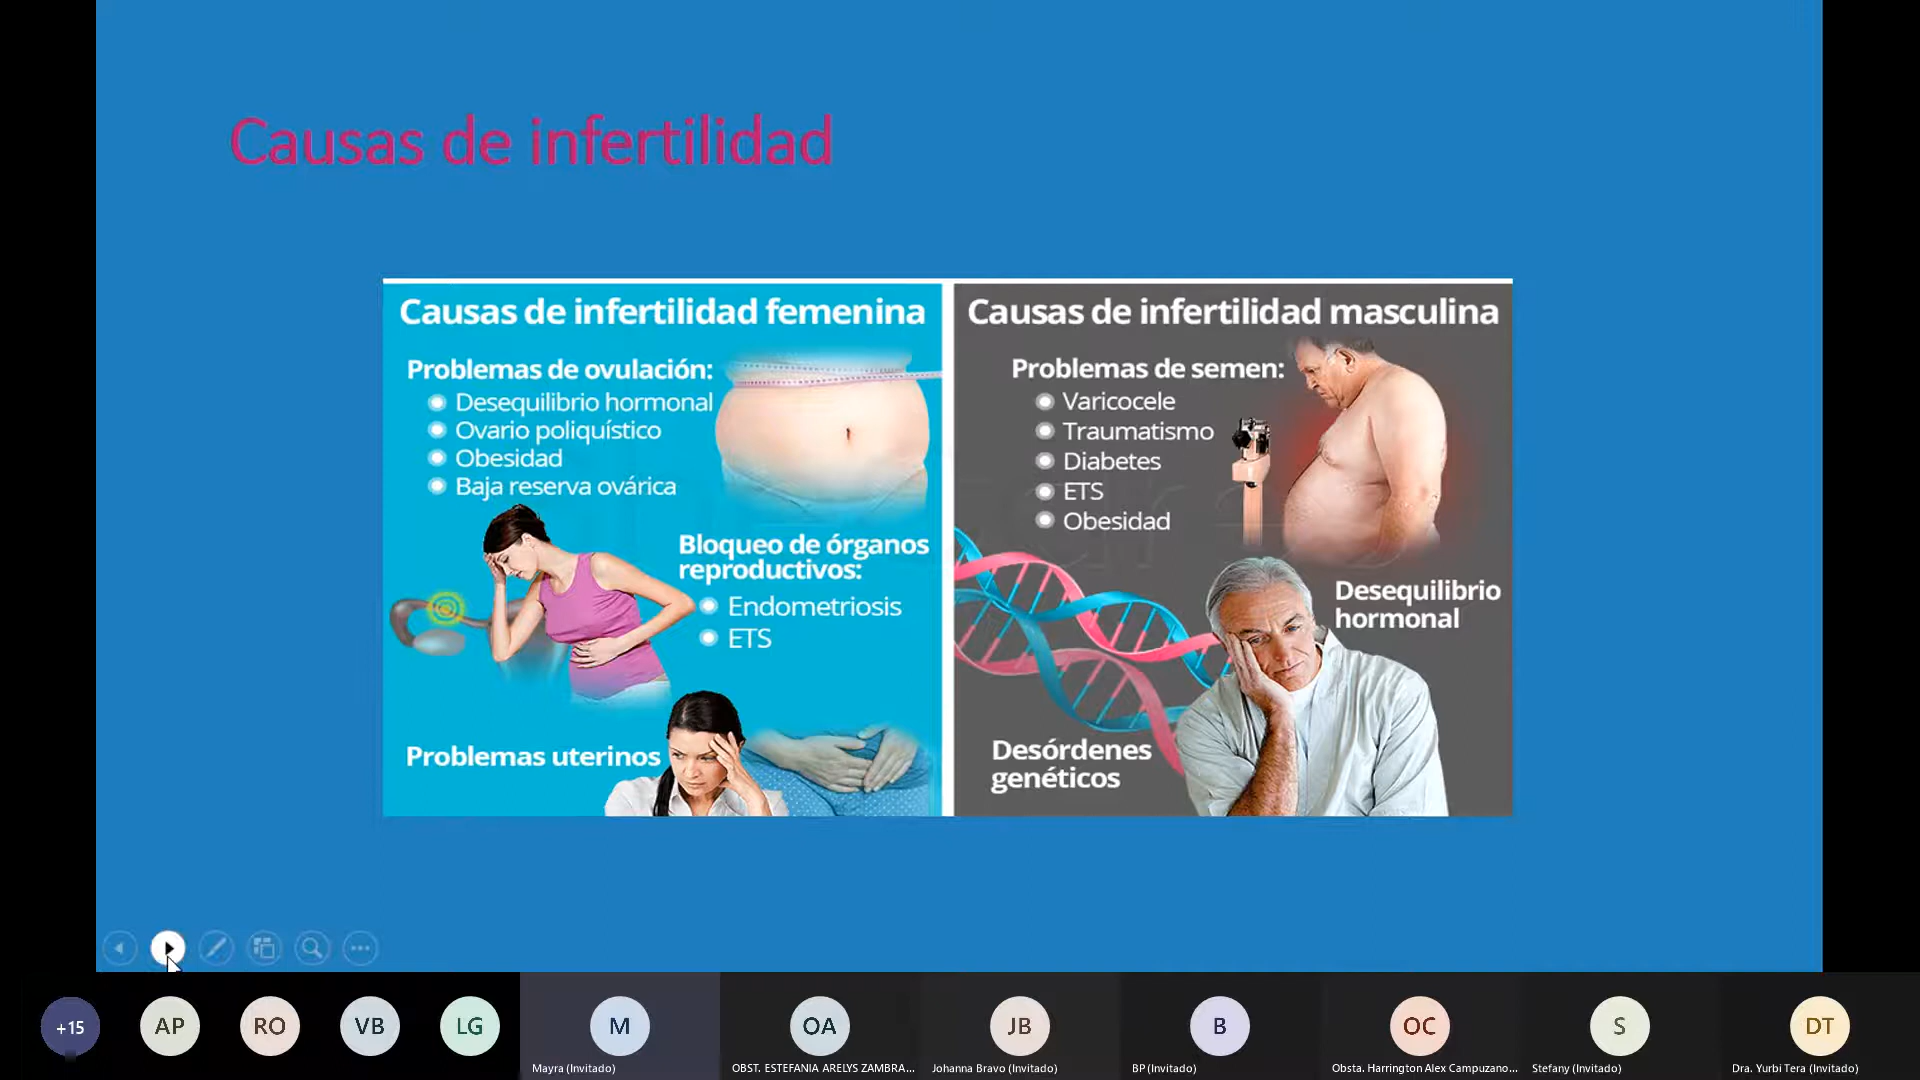 Causas de infertilidad
Causas de infertilidad femenina
Problemas de ovulación:
Desequilibrio hormonal
Ovario poliquístico
Obesidad
Baja reserva ovárica
Bloqueo de órganos
reproductivos:
Endometriosis
ETS
Problemas uterinos
Causas de infertilidad masculina
Problemas de semen:
Varicocele
Traumatismo
Diabetes
ETS
Obesidad
Desequilibrio
hormonal
Desórdenes
genéticos
+15
AP
RO
VB
LG
M
OA
JB
B
OC
S
DT
Mayra (Invitado)
OBST. ESTEFANIA ARELYS ZAMBRA...
Johanna Bravo (Invitado)
BP (Invitado)
Obsta. Harrington Alex Campuzano...
Stefany (Invitado)
Dra. Yurbi Tera (Invitado)